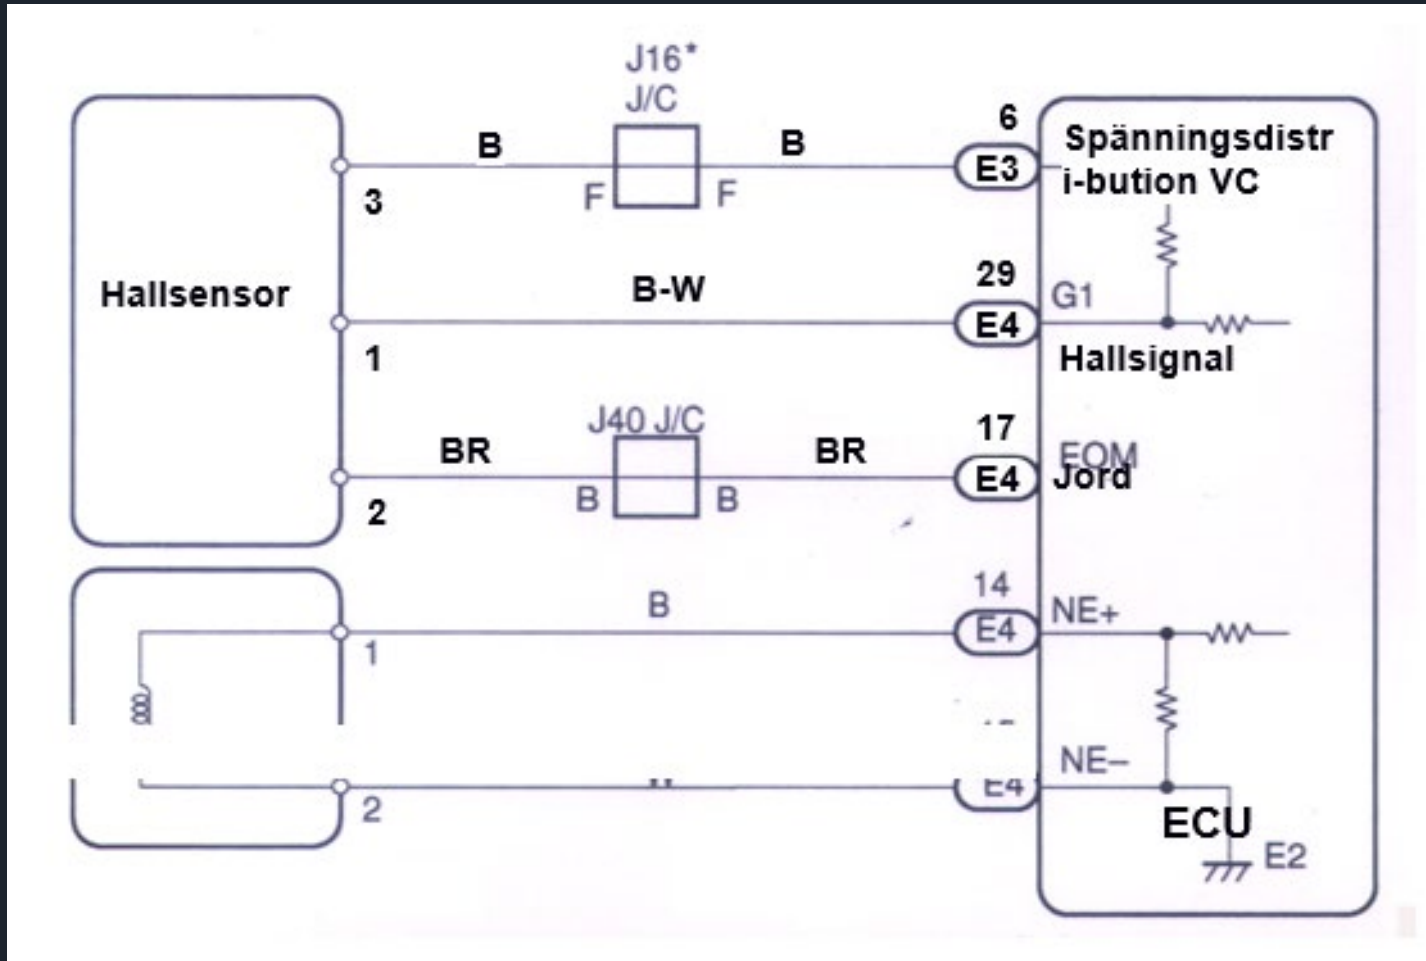 J16*
J/C
B
B
F
F
3
6
E3
Spänningsdistr
i-bution VC
Hallsensor
B-W
1
29
E4
G1
Hallsignal
J40 J/C
BR
BR
B
B
2
17
E4
EOM
Jord
B
1
14
E4
NE+
2
E4
NE–
ECU
E2